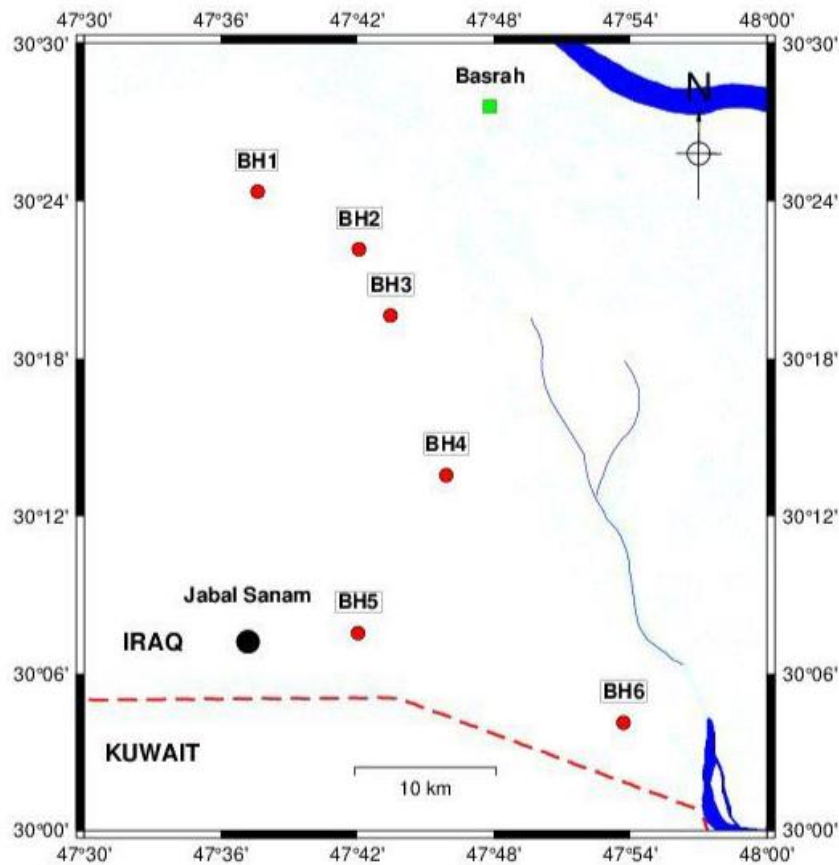 47°30' 47°36' 47°42' 47°48' 47°54' 48°00'
30°30' 30°30'
Basrah
N
BH1
30°24' 30°24'
BH2
BH3
30°18' 30°18'
BH4
30°12' 30°12'
Jabal Sanam
BH5
IRAQ
30°06' 30°06'
BH6
KUWAIT
10 km
30°00' 30°00'
47°30' 47°36' 47°42' 47°48' 47°54' 48°00'